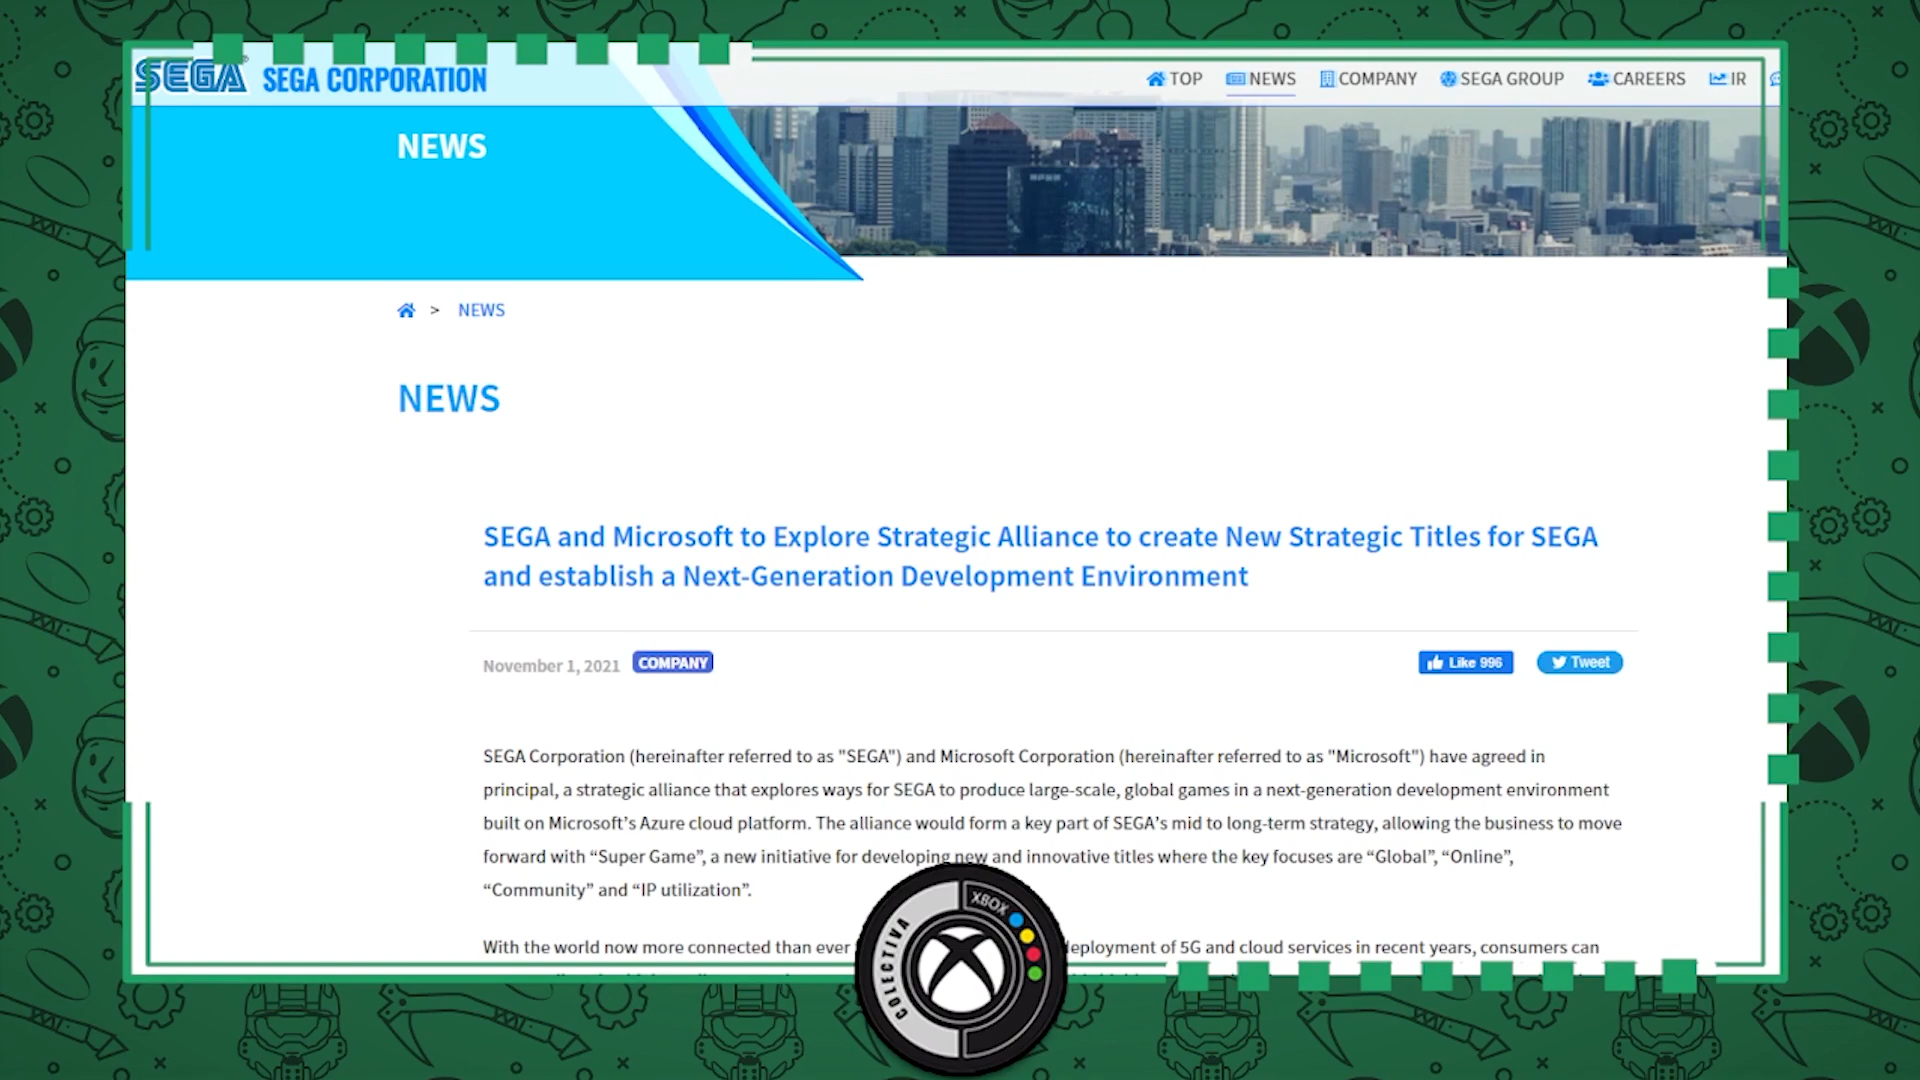 SEGA SEGA CORPORATION
TOP NEWS COMPANY SEGA GROUP CAREERS IR
NEWS
> NEWS
NEWS
SEGA and Microsoft to Explore Strategic Alliance to create New Strategic Titles for SEGA
and establish a Next-Generation Development Environment
November 1, 2021 COMPANY
Like 996 Tweet
SEGA Corporation (hereinafter referred to as "SEGA") and Microsoft Corporation (hereinafter referred to as "Microsoft") have agreed in
principal, a strategic alliance that explores ways for SEGA to produce large-scale, global games in a next-generation development environment
built on Microsoft’s Azure cloud platform. The alliance would form a key part of SEGA’s mid to long-term strategy, allowing the business to move
forward with “Super Game”, a new initiative for developing new and innovative titles where the key focuses are “Global”, “Online”,
“Community” and “IP utilization”.
With the world now more connected than ever deployment of 5G and cloud services in recent years, consumers can
COLECTIVA XBOX